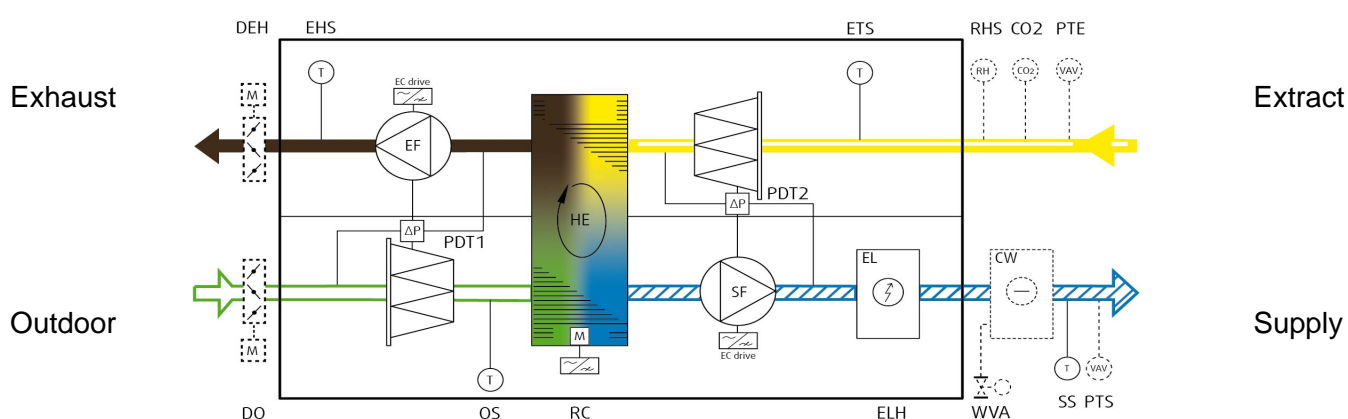 DEH EHS ETS RHS CO2 PTE
T T RH CO2 VAV
EC drive
Exhaust M Extract
EF
PDT2
HE ΔP
ΔP
PDT1
EL CW
SF
Outdoor M M Supply
EC drive
T T VAV
SS PTS
DO OS RC ELH WVA